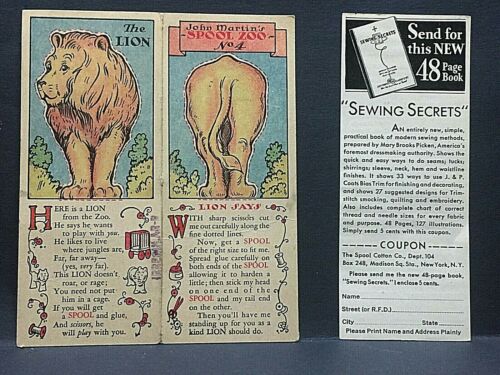 The
LION
John Martin's
SPOOL ZOO
No 4
HERE is a LION
from the Zoo.
He says he wants
to play with you.
He likes to live
where jungles are,
Far, far away—
(yes, very far).
This LION doesn't
roar, or rage;
You need not put
him in a cage.
If you will get
a SPOOL and glue,
And scissors, he
will play with you.
LION SAYS
WITH sharp scissors cut
me out carefully along the
fine dotted lines.
Now, get a SPOOL
of the right size to fit me.
Spread glue carefully on
both ends of the SPOOL
allowing it to harden a
little; then stick my head
on one end of the
SPOOL and my tail end
on the other.
Then you'll have me
standing up for you as a
kind LION should do.
SEWING SECRETS
Send for
this NEW
48 Page
Book
"SEWING SECRETS"
AN entirely new, simple,
practical book of modern sewing methods,
prepared by Mary Brooks Picken, America's
foremost dressmaking authority. Shows the
quick and easy ways to do seams; tucks;
shirring; sleeve, neck, hem and waistline
finishes. It shows 33 ways to use J. & P.
Coats Bias Trim for finishing and decorating,
and shows 27 suggested designs for Trim-
stitch smocking, quilting and embroidery.
Also includes complete chart of correct
thread and needle sizes for every fabric end
purpose. 48 Pages, 127 illustrations.
Simply send 5 cents with this coupon.
COUPON
The Spool Cotton Co., Dept. 104
Box 248, Madison Sq. Sta., New York, N. Y.
Please send me the new 48-page book,
"Sewing Secrets." I enclose 5 cents.
Name
Street (or R.F.D.)
City State
Please Print Name and Address Plainly